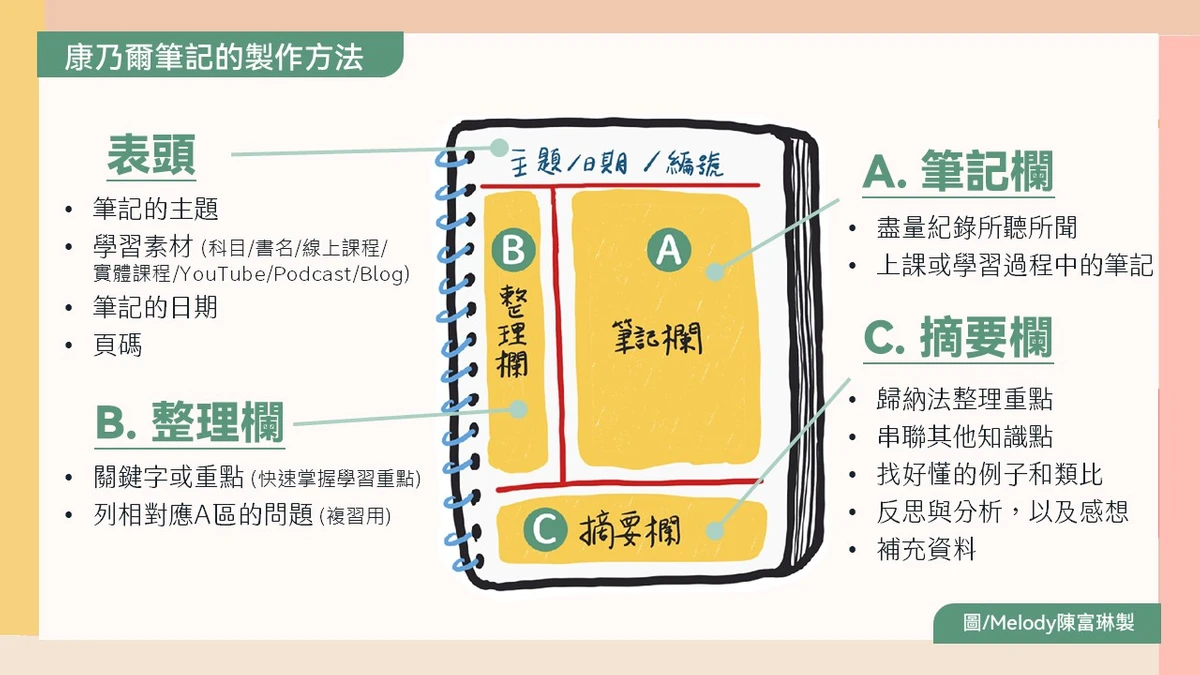 康乃爾筆記的製作方法
表頭
• 筆記的主題
• 學習素材 (科目/書名/線上課程/
實體課程/YouTube/Podcast/Blog)
• 筆記的日期
• 頁碼
B. 整理欄
• 關鍵字或重點 (快速掌握學習重點)
• 列相對應A區的問題 (複習用)
主題/日期/編號
B
整理欄
A
筆記欄
C 摘要欄
A. 筆記欄
• 盡量紀錄所聽所聞
• 上課或學習過程中的筆記
C. 摘要欄
• 歸納法整理重點
• 串聯其他知識點
• 找好懂的例子和類比
• 反思與分析，以及感想
• 補充資料
圖/Melody陳富琳製